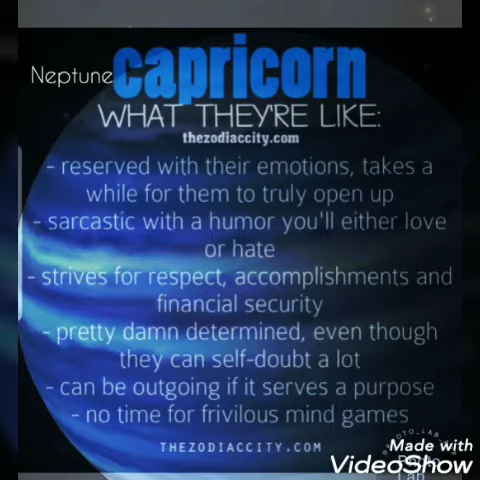 Neptune
capricorn
WHAT THEY'RE LIKE:
thezodiaccity.com
- reserved with their emotions, takes a
while for them to truly open up
- sarcastic with a humor you'll either love
or hate
- strives for respect, accomplishments and
financial security
- pretty damn determined, even though
they can self-doubt a lot
- can be outgoing if it serves a purpose
- no time for frivilous mind games
THEZODIACCITY.COM
Made with
VideoShow
Lab